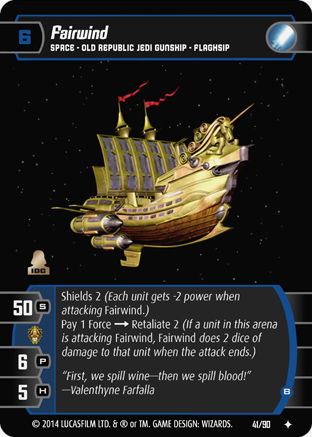 6
Fairwind
SPACE - OLD REPUBLIC JEDI GUNSHIP - FLAGHSIP
IDC
50 S
6 P
5 H
Shields 2 (Each unit gets -2 power when
attacking Fairwind.)
Pay 1 Force → Retaliate 2 (If a unit in this arena
is attacking Fairwind, Fairwind does 2 dice of
damage to that unit when the attack ends.)
"First, we spill wine—then we spill blood!"
—Valenthyne Farfalla
B
© 2014 LUCASFILM LTD. & ® or TM. GAME DESIGN: WIZARDS.
41/90